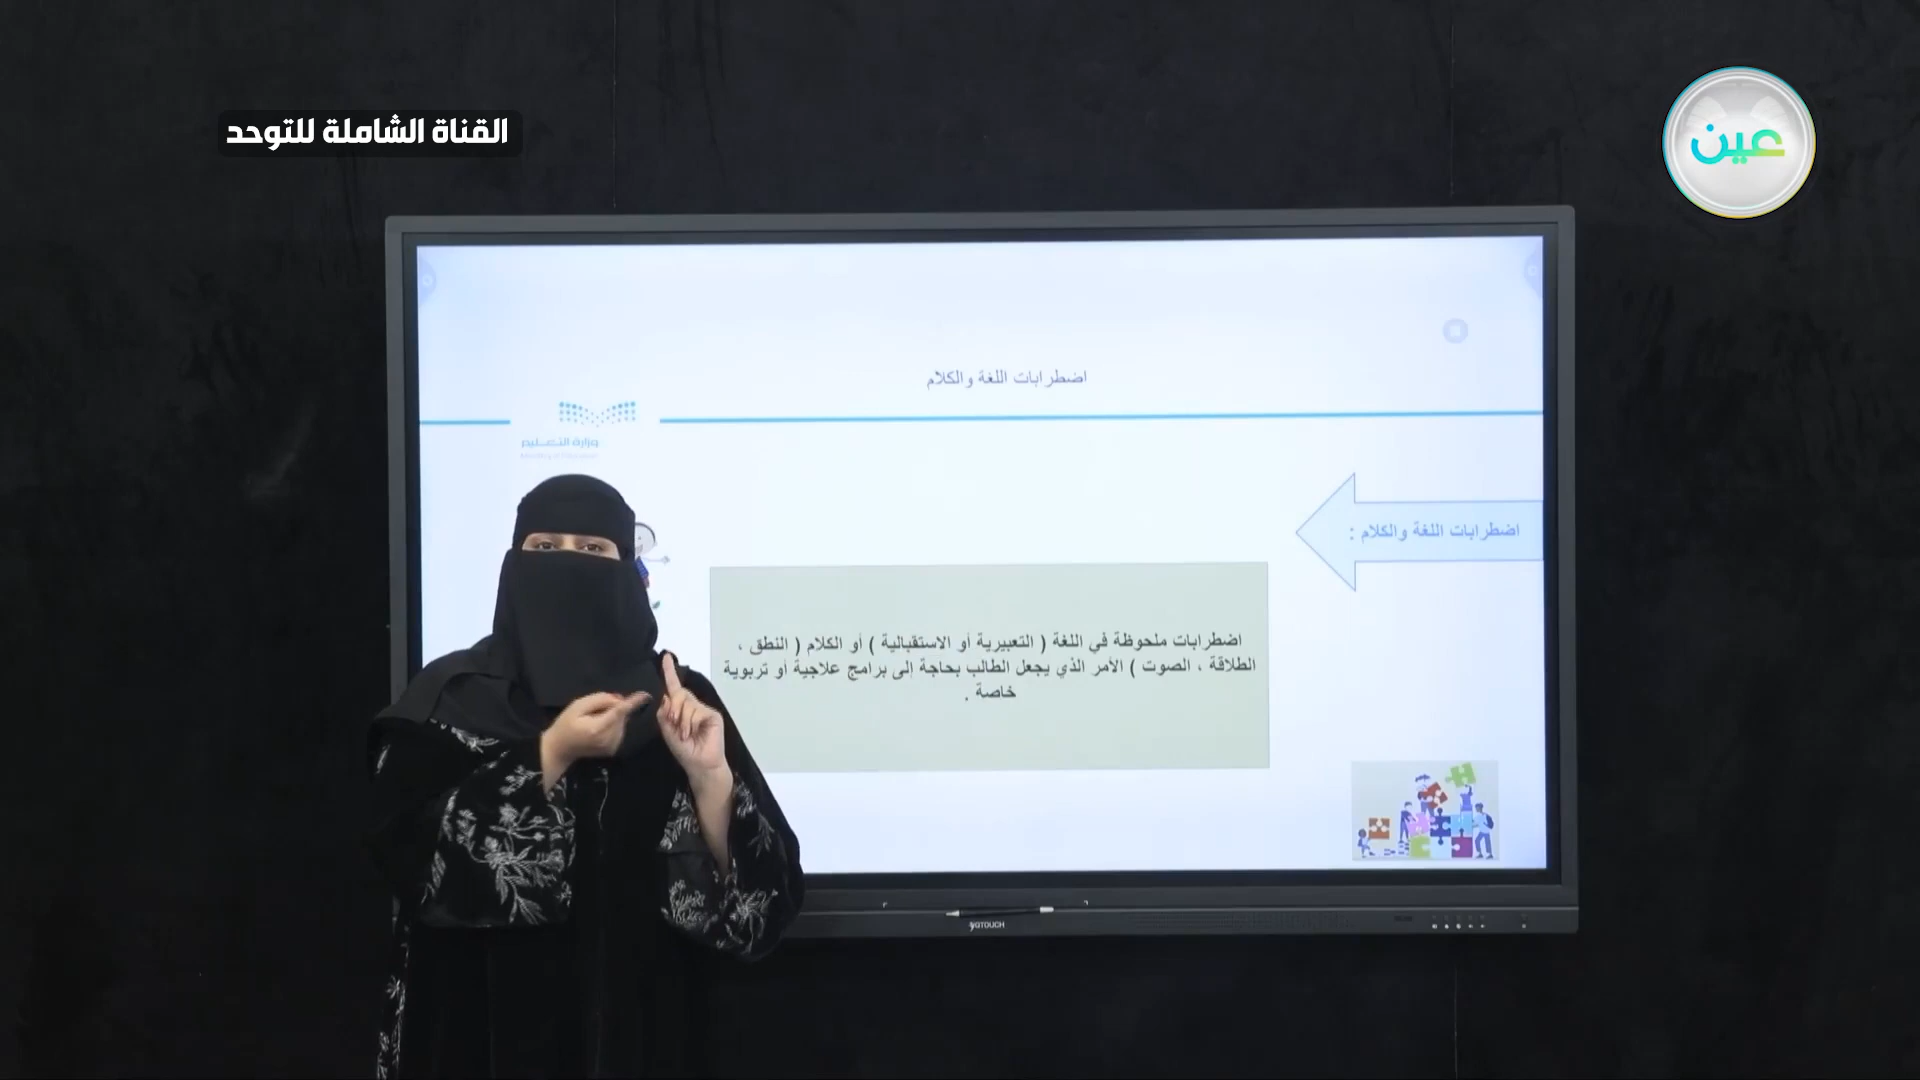 القناة الشاملة للتوحد
عين
اضطرابات اللغة والكلام
وزارة التعليم
اضطرابات اللغة والكلام :
اضطرابات ملحوظة في اللغة ( التعبيرية أو الاستقبالية ) أو الكلام ( النطق ،
الطلاقة ، الصوت ) الأمر الذي يجعل الطالب بحاجة إلى برامج علاجية أو تربوية
خاصة .